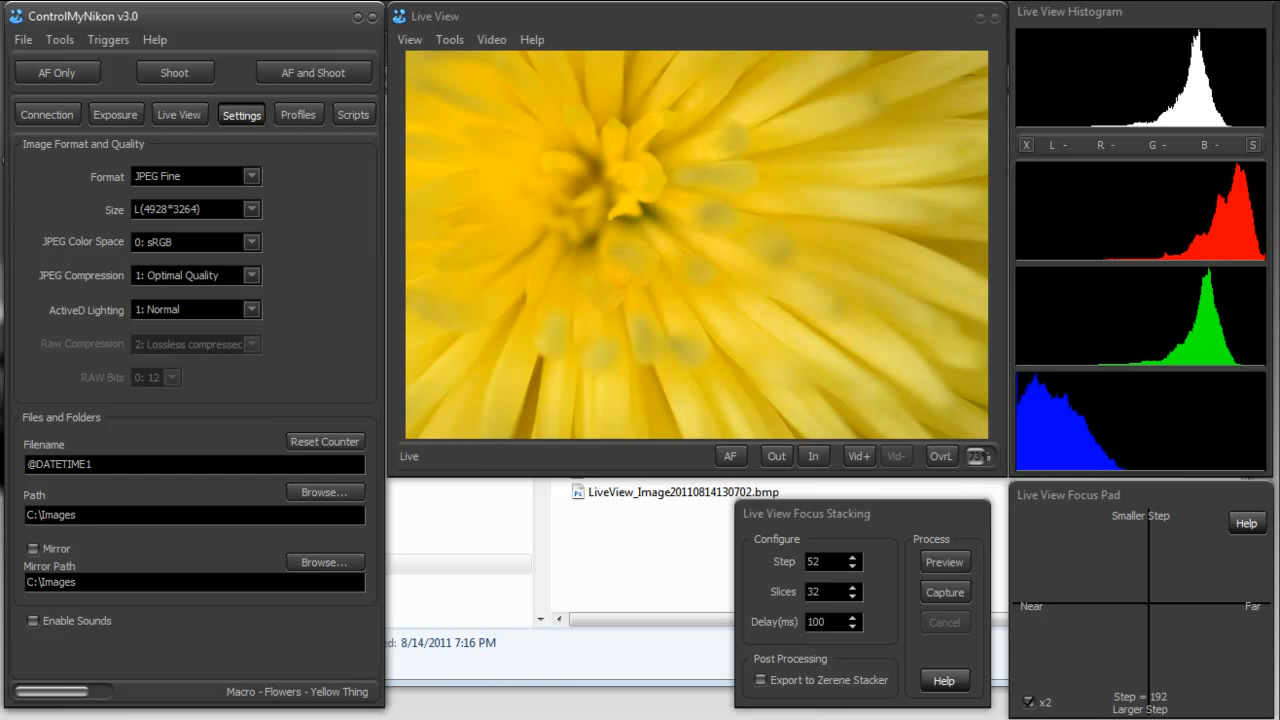 ControlMyNikon v3.0
File Tools Triggers Help
AF Only Shoot AF and Shoot
Connection Exposure Live View Settings Profiles Scripts
Image Format and Quality
Format JPEG Fine
Size L(4928*3264)
JPEG Color Space 0: sRGB
JPEG Compression 1: Optimal Quality
ActiveD Lighting 1: Normal
Raw Compression 2: Lossless compressed
RAW Bits 0: 12
Files and Folders
Filename Reset Counter
@DATETIME1
Path Browse...
C:\Images
Mirror
Mirror Path Browse...
C:\Images
Enable Sounds
Macro - Flowers - Yellow Thing
Live View
View Tools Video Help
Live AF Out In Vid+ Vid- OvrL
LiveView_Image20110814130702.bmp
ed: 8/14/2011 7:16 PM
Live View Focus Stacking
Configure Process
Step 52 Preview
Slices 32 Capture
Delay(ms) 100 Cancel
Post Processing
Export to Zerene Stacker Help
Live View Histogram
X L - R - G - B - S
Live View Focus Pad
Smaller Step
Help
Near Far
x2 Step = 192
Larger Step